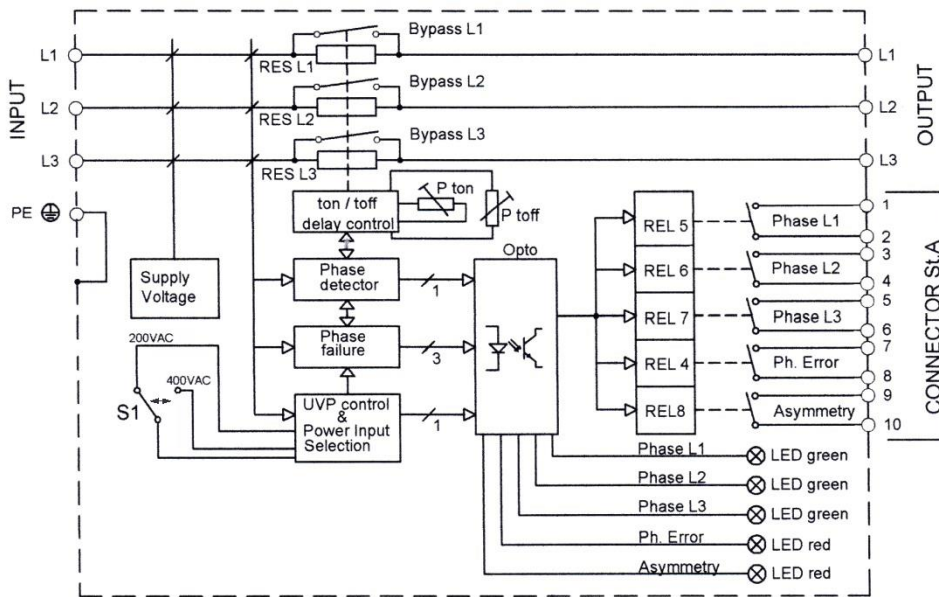 Bypass L1
L1
RES L1
L1
Bypass L2
L2
RES L2
L2
Bypass L3
L3
RES L3
L3
INPUT
OUTPUT
PE
ton / toff
delay control
P ton
P toff
1
2
3
4
5
6
7
8
9
10
CONNECTOR St.A
Supply
Voltage
Phase
detector
1
Opto
REL 5
Phase L1
REL 6
Phase L2
REL 7
Phase L3
REL 4
Ph. Error
REL8
Asymmetry
Phase
failure
3
200VAC
400VAC
S1
UVP control
&
Power Input
Selection
1
Phase L1
LED green
Phase L2
LED green
Phase L3
LED green
Ph. Error
LED red
Asymmetry
LED red